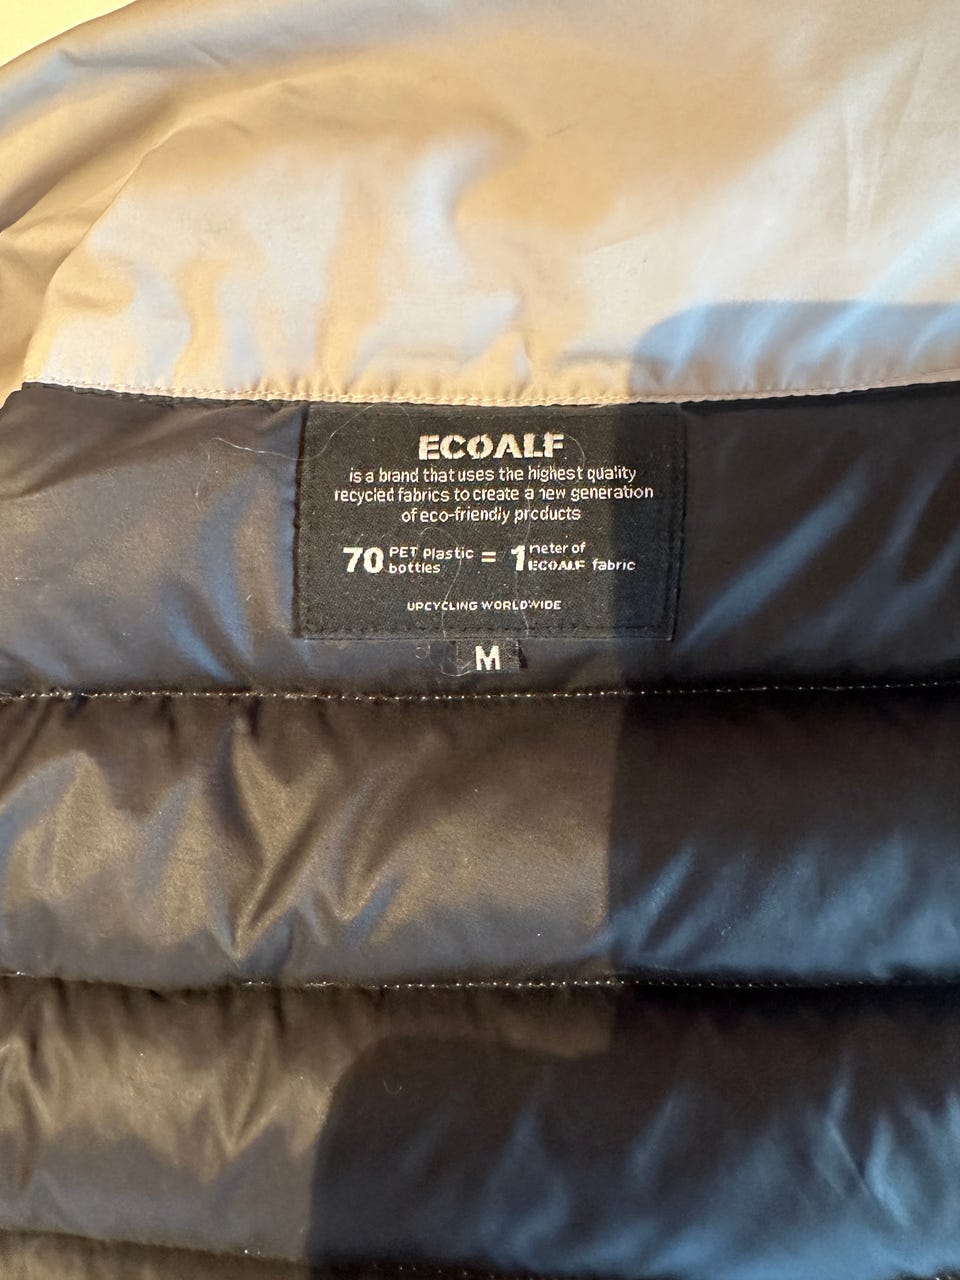 ECOALF
is a brand that uses the highest quality
recycled fabrics to create a new generation
of eco-friendly products
70 PET Plastic bottles = 1 meter of ECOALF fabric
UPCYCLING WORLDWIDE
M